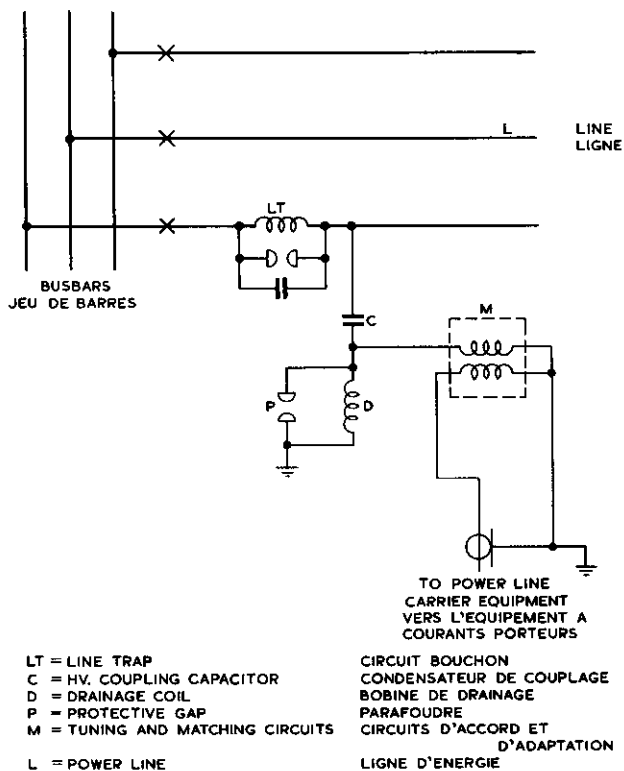 L
LINE
LIGNE
LT
BUSBARS
JEU DE BARRES
C
M
P
D
TO POWER LINE
CARRIER EQUIPMENT
VERS L'EQUIPEMENT A
COURANTS PORTEURS
LT = LINE TRAP CIRCUIT BOUCHON
C = HV. COUPLING CAPACITOR CONDENSATEUR DE COUPLAGE
D = DRAINAGE COIL BOBINE DE DRAINAGE
P = PROTECTIVE GAP PARAFOUDRE
M = TUNING AND MATCHING CIRCUITS CIRCUITS D'ACCORD ET
D'ADAPTATION
L = POWER LINE LIGNE D'ENERGIE